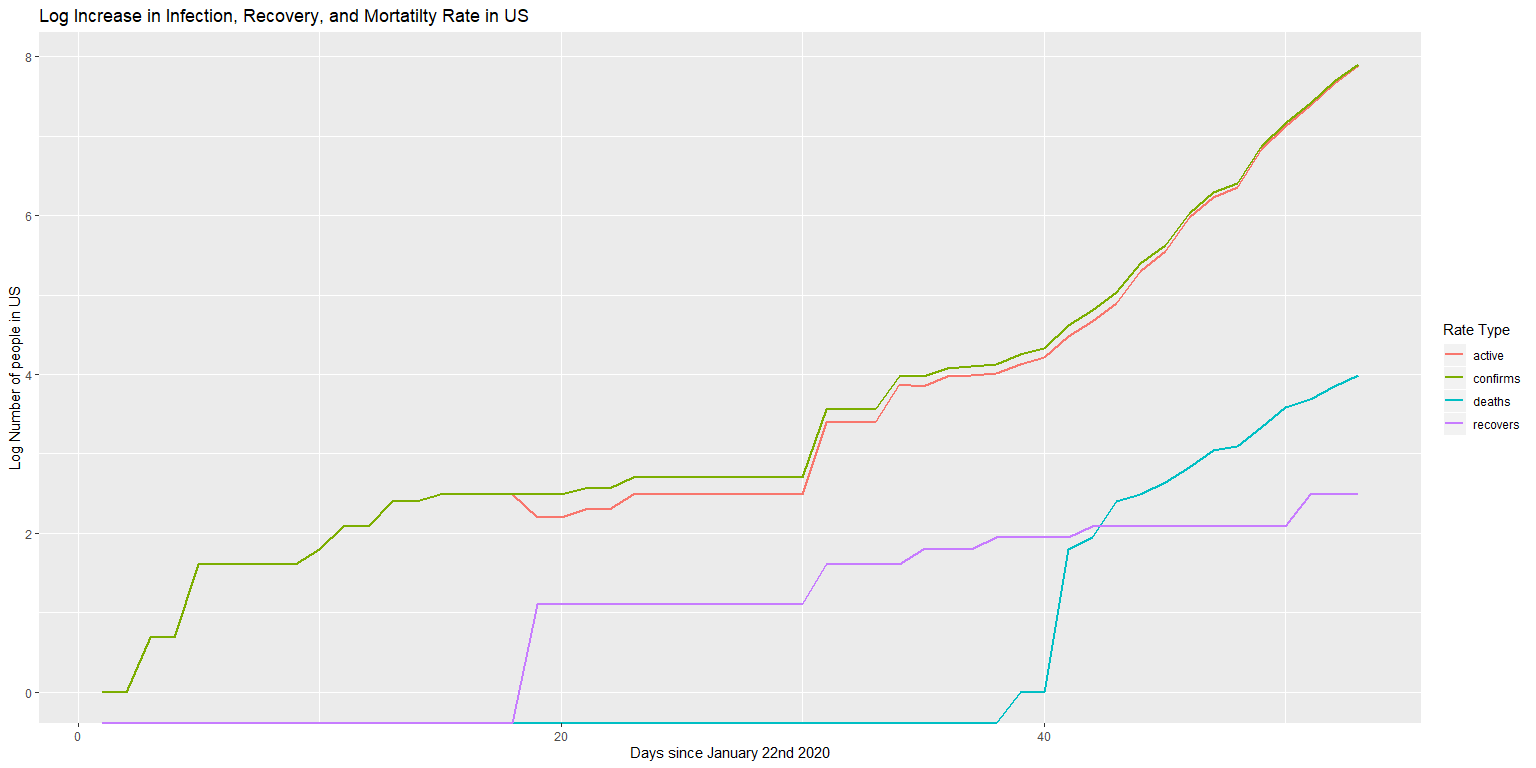 Log Increase in Infection, Recovery, and Mortatilty Rate in US
8
6
4
2
0
Log Number of people in US
0 20 40
Days since January 22nd 2020
Rate Type
active
confirms
deaths
recovers